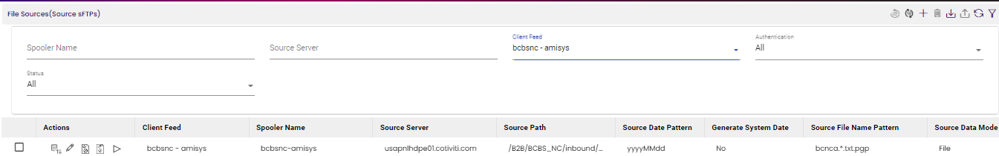 File Sources(Source sFTPs)
Spooler Name
Source Server
Client Feed
bcbsnc - amisys
Authentication
All
Status
All
Actions Client Feed Spooler Name Source Server Source Path Source Date Pattern Generate System Date Source File Name Pattern Source Data Mode
bcbsnc - amisys bcbsnc-amisys usapnlhdpe01.cotiviti.com /B2B/BCBS_NC/inbound/... yyyyMMdd No bcnca.*.txt.pgp File